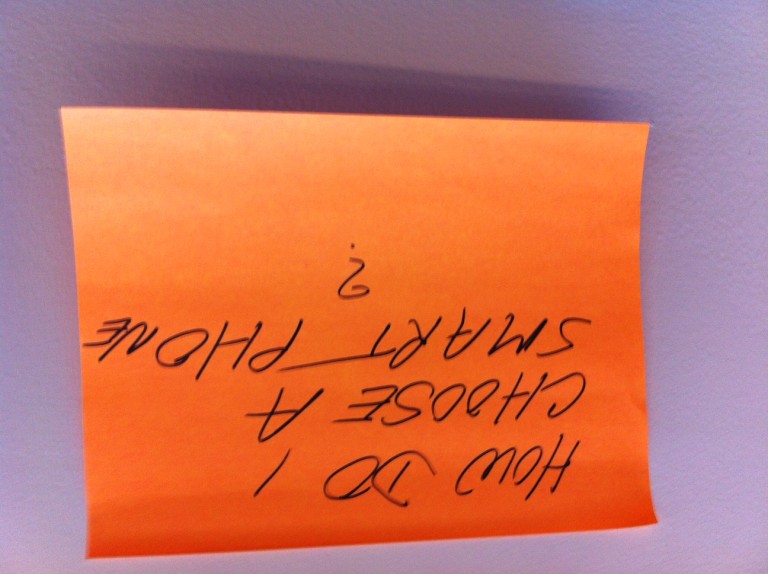 HOW DO I
CHOOSE A
SMART PHONE
?